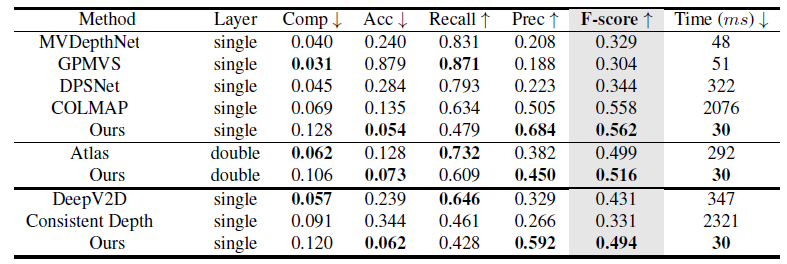 Method Layer Comp ↓ Acc ↓ Recall ↑ Prec ↑ F-score ↑ Time (ms) ↓
MVDepthNet single 0.040 0.240 0.831 0.208 0.329 48
GPMVS single 0.031 0.879 0.871 0.188 0.304 51
DPSNet single 0.045 0.284 0.793 0.223 0.344 322
COLMAP single 0.069 0.135 0.634 0.505 0.558 2076
Ours single 0.128 0.054 0.479 0.684 0.562 30
Atlas double 0.062 0.128 0.732 0.382 0.499 292
Ours double 0.106 0.073 0.609 0.450 0.516 30
DeepV2D single 0.057 0.239 0.646 0.329 0.431 347
Consistent Depth single 0.091 0.344 0.461 0.266 0.331 2321
Ours single 0.120 0.062 0.428 0.592 0.494 30